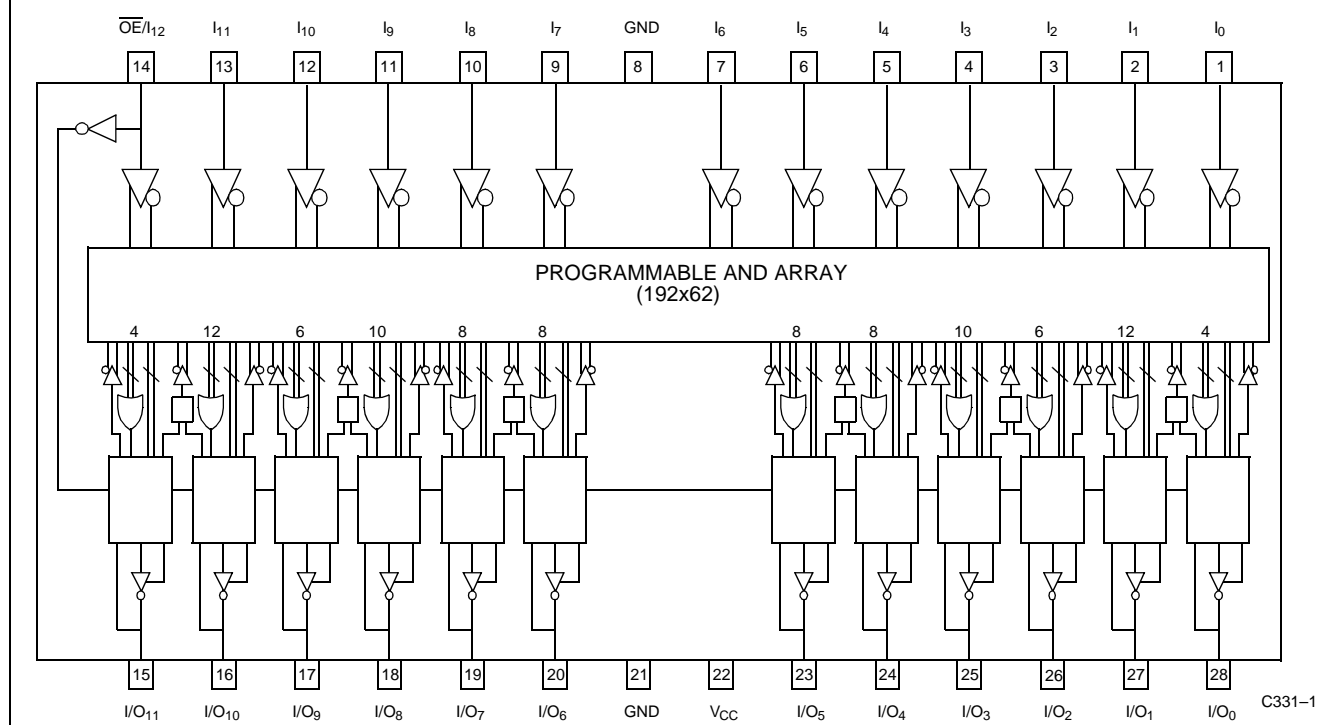 OE/I12 I11 I10 I9 I8 I7 GND I6 I5 I4 I3 I2 I1 I0
14 13 12 11 10 9 8 7 6 5 4 3 2 1
PROGRAMMABLE AND ARRAY
(192x62)
4 12 6 10 8 8 8 8 10 6 12 4
15 16 17 18 19 20 21 22 23 24 25 26 27 28
I/O11 I/O10 I/O9 I/O8 I/O7 I/O6 GND VCC I/O5 I/O4 I/O3 I/O2 I/O1 I/O0
C331–1